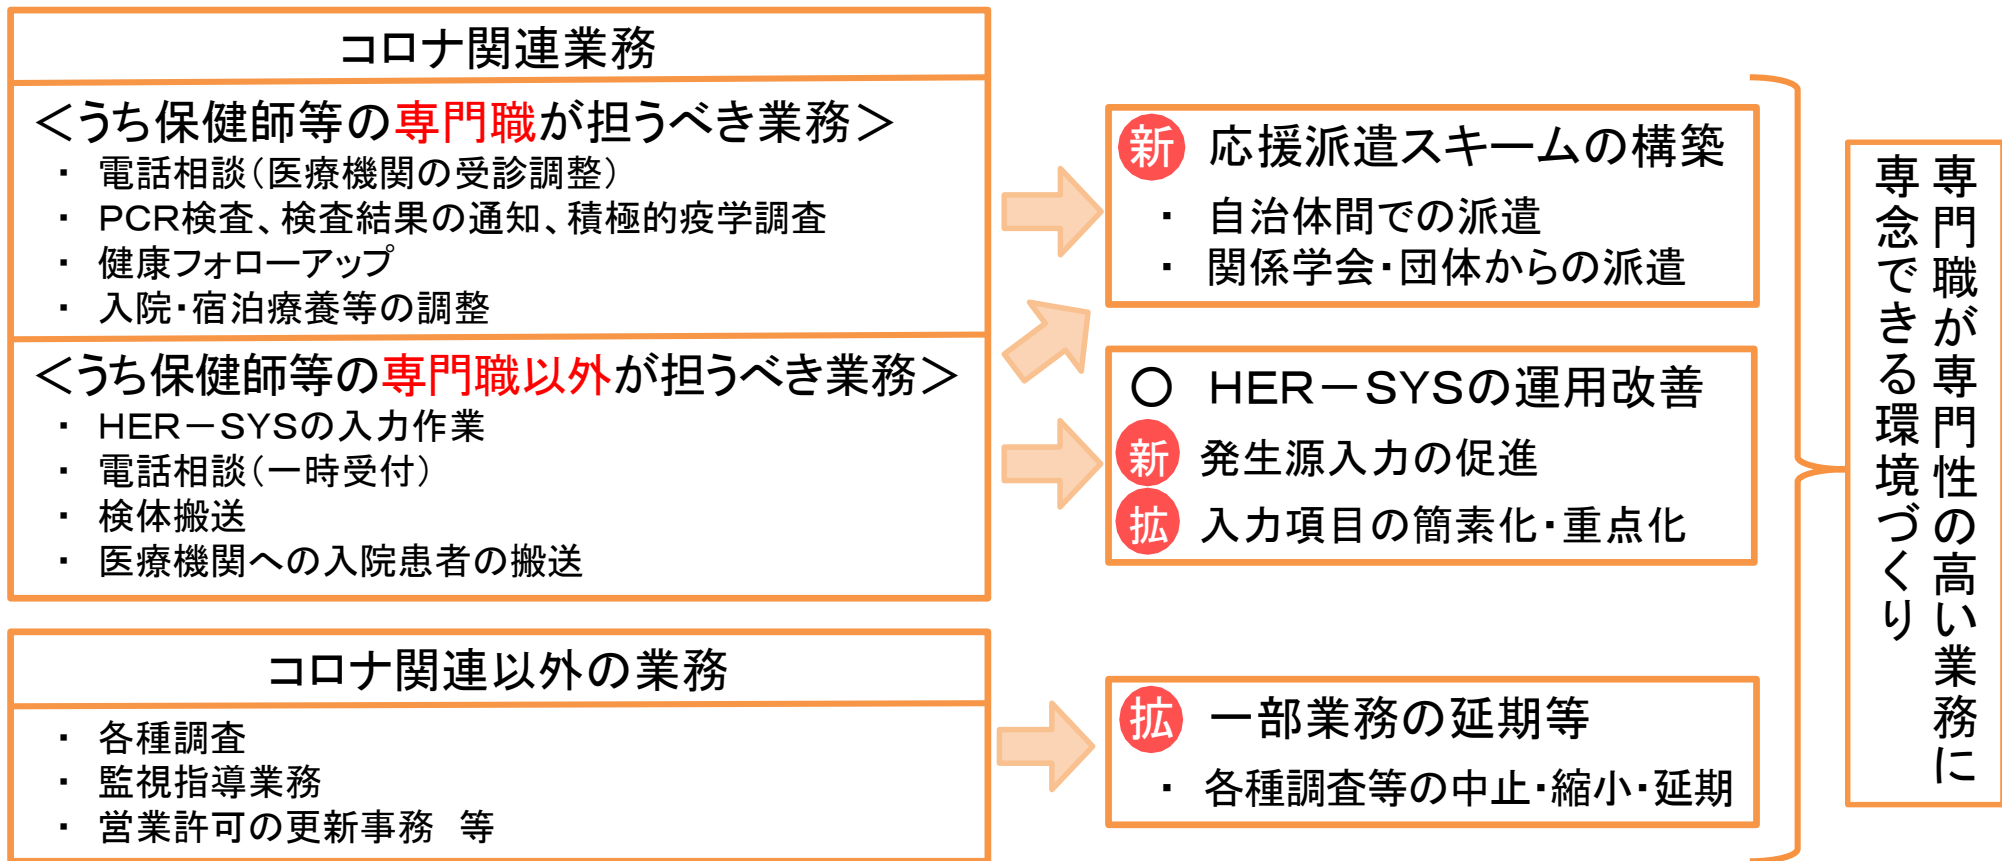 コロナ関連業務
＜うち保健師等の専門職が担うべき業務＞
・ 電話相談（医療機関の受診調整）
・ PCR検査、検査結果の通知、積極的疫学調査
・ 健康フォローアップ
・ 入院・宿泊療養等の調整
＜うち保健師等の専門職以外が担うべき業務＞
・ HER－SYSの入力作業
・ 電話相談（一時受付）
・ 検体搬送
・ 医療機関への入院患者の搬送
コロナ関連以外の業務
・ 各種調査
・ 監視指導業務
・ 営業許可の更新事務　等
新 応援派遣スキームの構築
・ 自治体間での派遣
・ 関係学会・団体からの派遣
○ HER－SYSの運用改善
新 発生源入力の促進
拡 入力項目の簡素化・重点化
拡 一部業務の延期等
・ 各種調査等の中止・縮小・延期
専門職が専門性の高い業務に
専念できる環境づくり